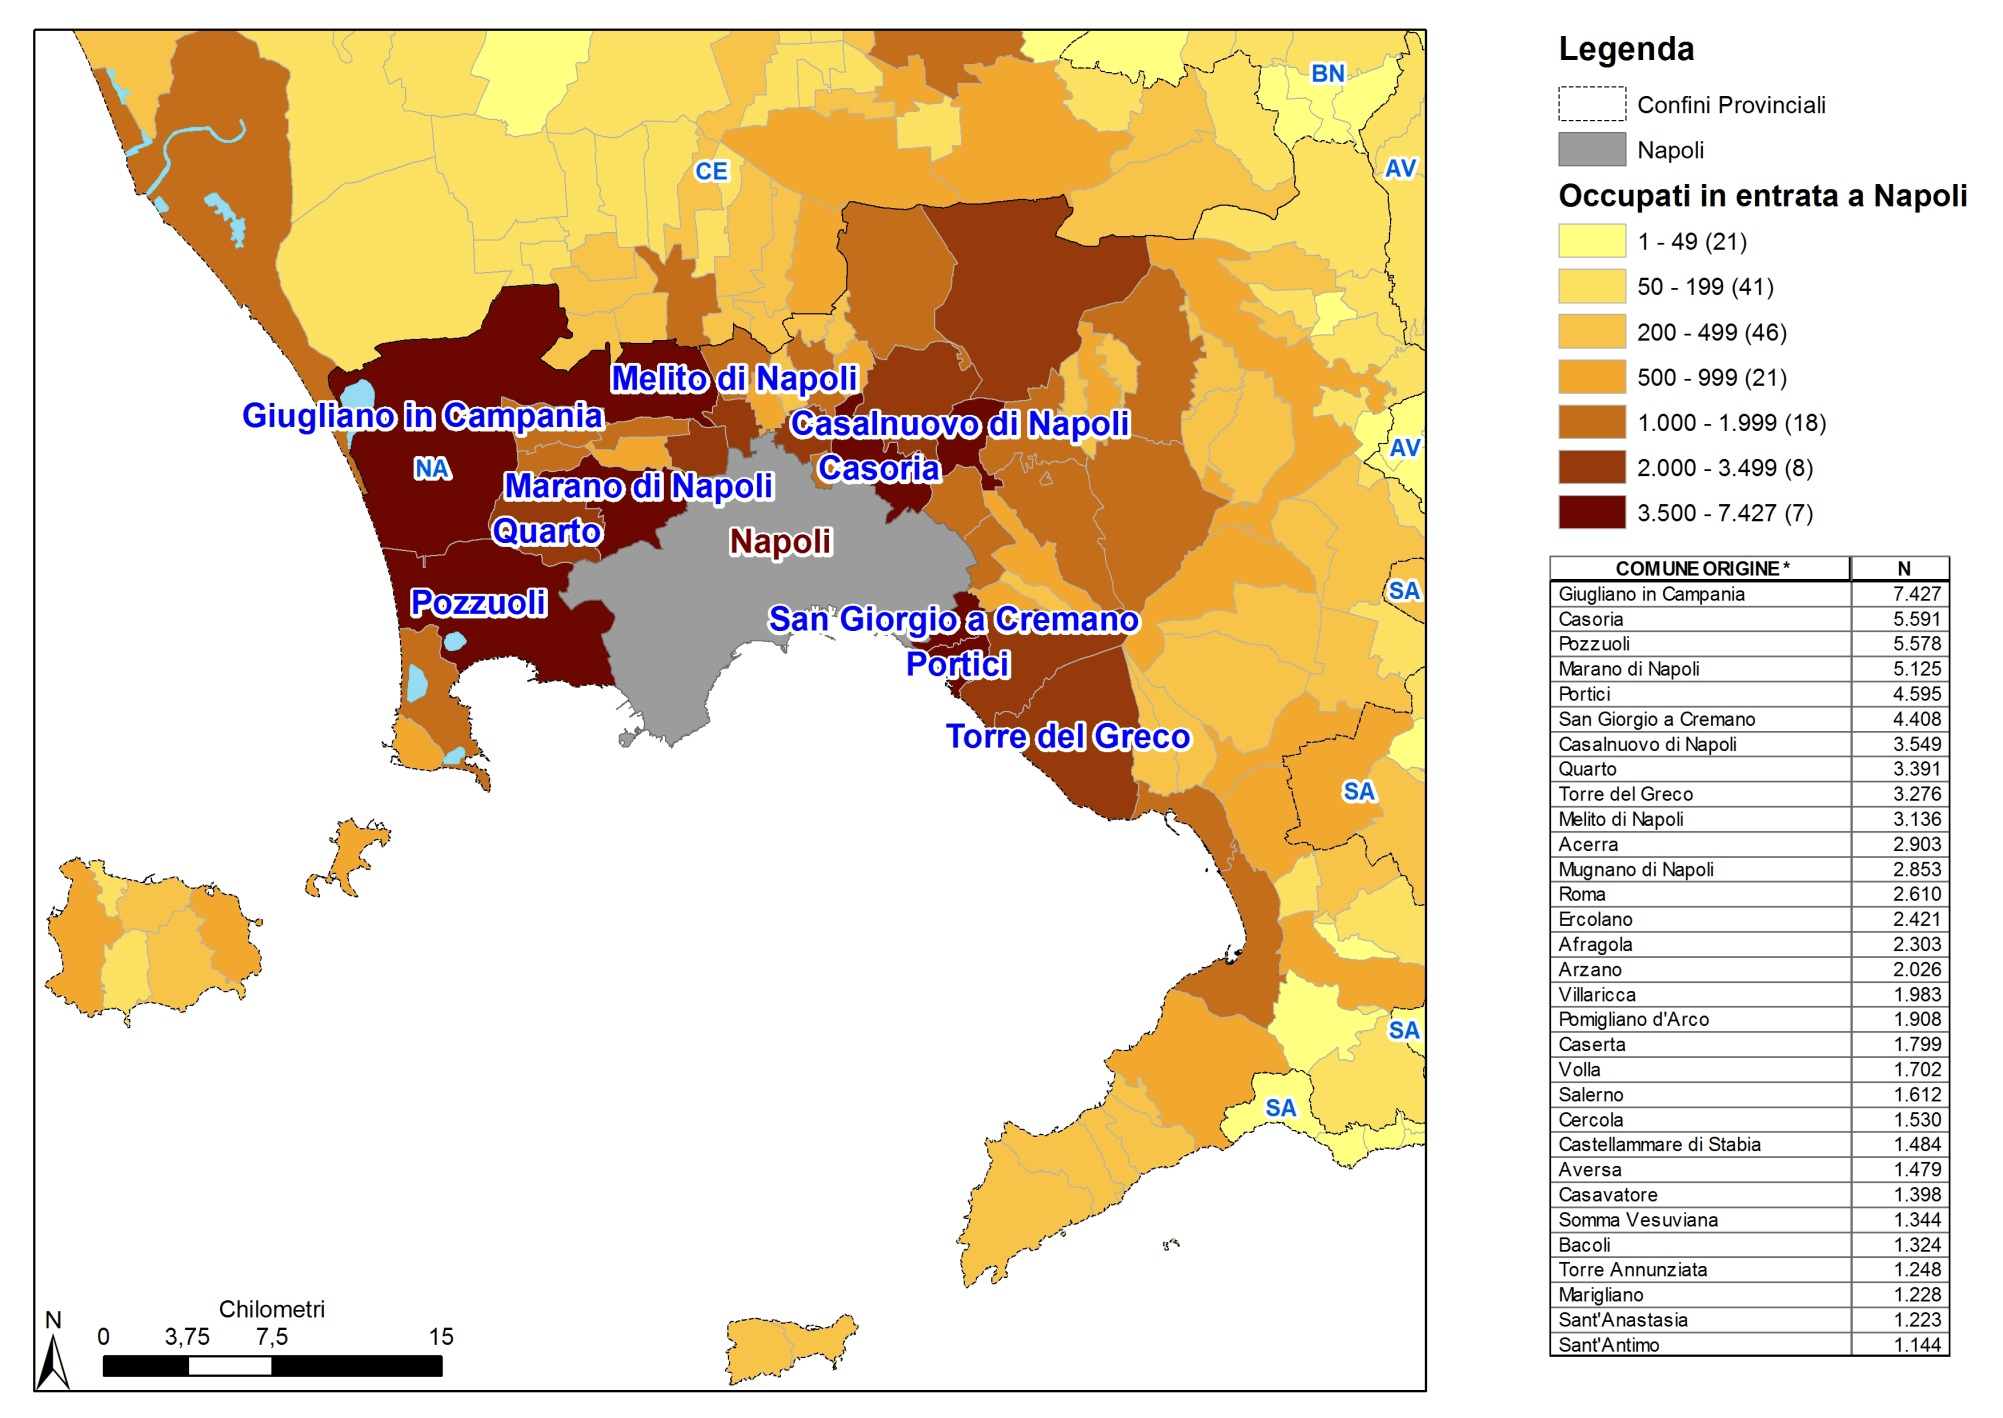 BN
AV
CE
Melito di Napoli
Giugliano in Campania
Casalnuovo di Napoli
AV
NA
Casoria
Marano di Napoli
Quarto
Napoli
SA
Pozzuoli
San Giorgio a Cremano
Portici
Torre del Greco
SA
SA
SA
N
Chilometri
0 3,75 7,5 15
Legenda
Confini Provinciali
Napoli
Occupati in entrata a Napoli
1 - 49 (21)
50 - 199 (41)
200 - 499 (46)
500 - 999 (21)
1.000 - 1.999 (18)
2.000 - 3.499 (8)
3.500 - 7.427 (7)
COMUNE ORIGINE * N
Giugliano in Campania 7.427
Casoria 5.591
Pozzuoli 5.578
Marano di Napoli 5.125
Portici 4.595
San Giorgio a Cremano 4.408
Casalnuovo di Napoli 3.549
Quarto 3.391
Torre del Greco 3.276
Melito di Napoli 3.136
Acerra 2.903
Mugnano di Napoli 2.853
Roma 2.610
Ercolano 2.421
Afragola 2.303
Arzano 2.026
Villaricca 1.983
Pomigliano d'Arco 1.908
Caserta 1.799
Volla 1.702
Salerno 1.612
Cercola 1.530
Castellammare di Stabia 1.484
Aversa 1.479
Casavatore 1.398
Somma Vesuviana 1.344
Bacoli 1.324
Torre Annunziata 1.248
Marigliano 1.228
Sant'Anastasia 1.223
Sant'Antimo 1.144